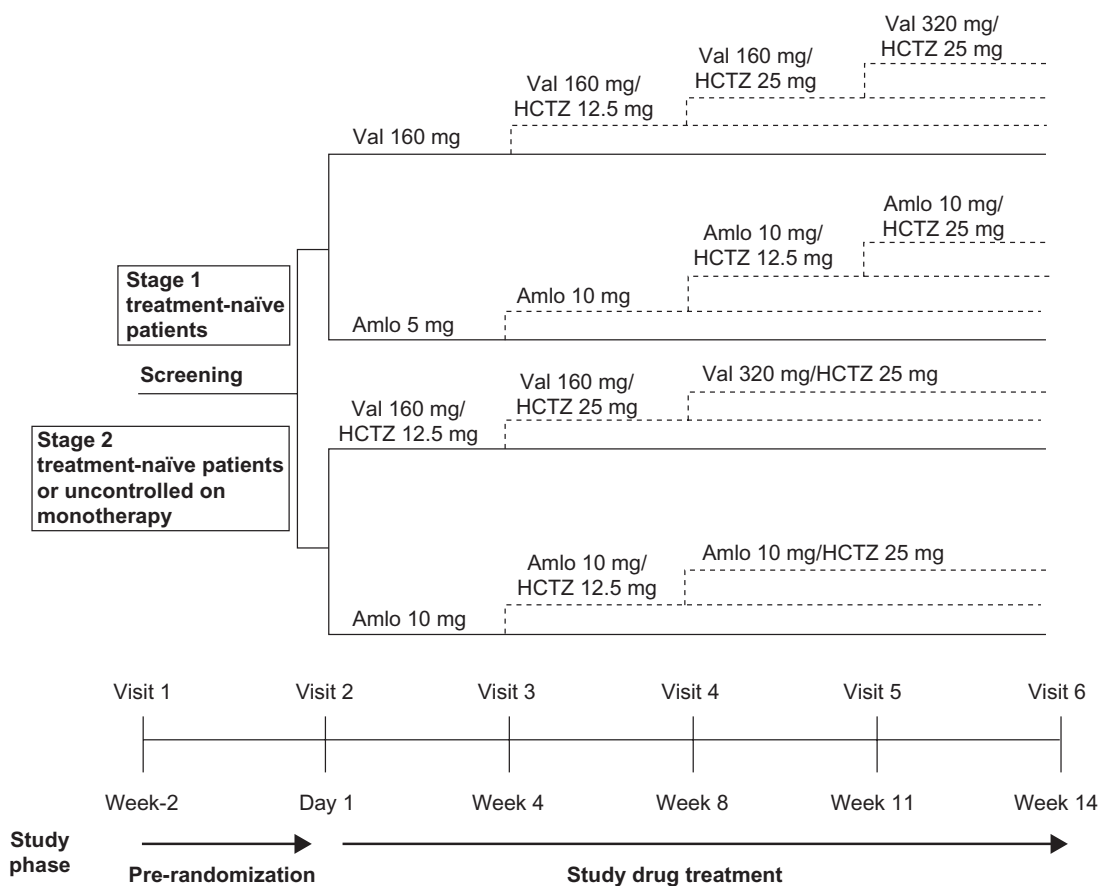 Val 320 mg/
HCTZ 25 mg
Val 160 mg/
HCTZ 25 mg
Val 160 mg/
HCTZ 12.5 mg
Val 160 mg
Amlo 10 mg/
HCTZ 25 mg
Amlo 10 mg/
HCTZ 12.5 mg
Amlo 10 mg
Amlo 5 mg
Stage 1
treatment-naïve
patients
Screening
Val 320 mg/HCTZ 25 mg
Val 160 mg/
HCTZ 25 mg
Val 160 mg/
HCTZ 12.5 mg
Stage 2
treatment-naïve patients
or uncontrolled on
monotherapy
Amlo 10 mg/HCTZ 25 mg
Amlo 10 mg/
HCTZ 12.5 mg
Amlo 10 mg
Visit 1 Visit 2 Visit 3 Visit 4 Visit 5 Visit 6
Week-2 Day 1 Week 4 Week 8 Week 11 Week 14
Study
phase
Pre-randomization Study drug treatment